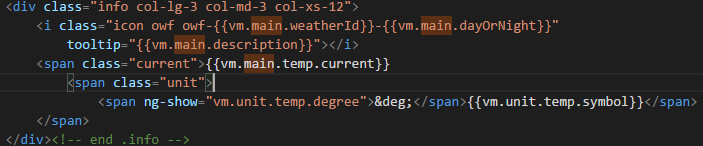 <div class="info col-lg-3 col-md-3 col-xs-12">
<i class="icon owf owf-{{vm.main.weatherId}}-{{vm.main.dayOrNight}}"
tooltip="{{vm.main.description}}"></i>
<span class="current">{{vm.main.temp.current}}
<span class="unit">
<span ng-show="vm.unit.temp.degree">&deg;</span>{{vm.unit.temp.symbol}}</span>
</span>
</div><!-- end .info -->